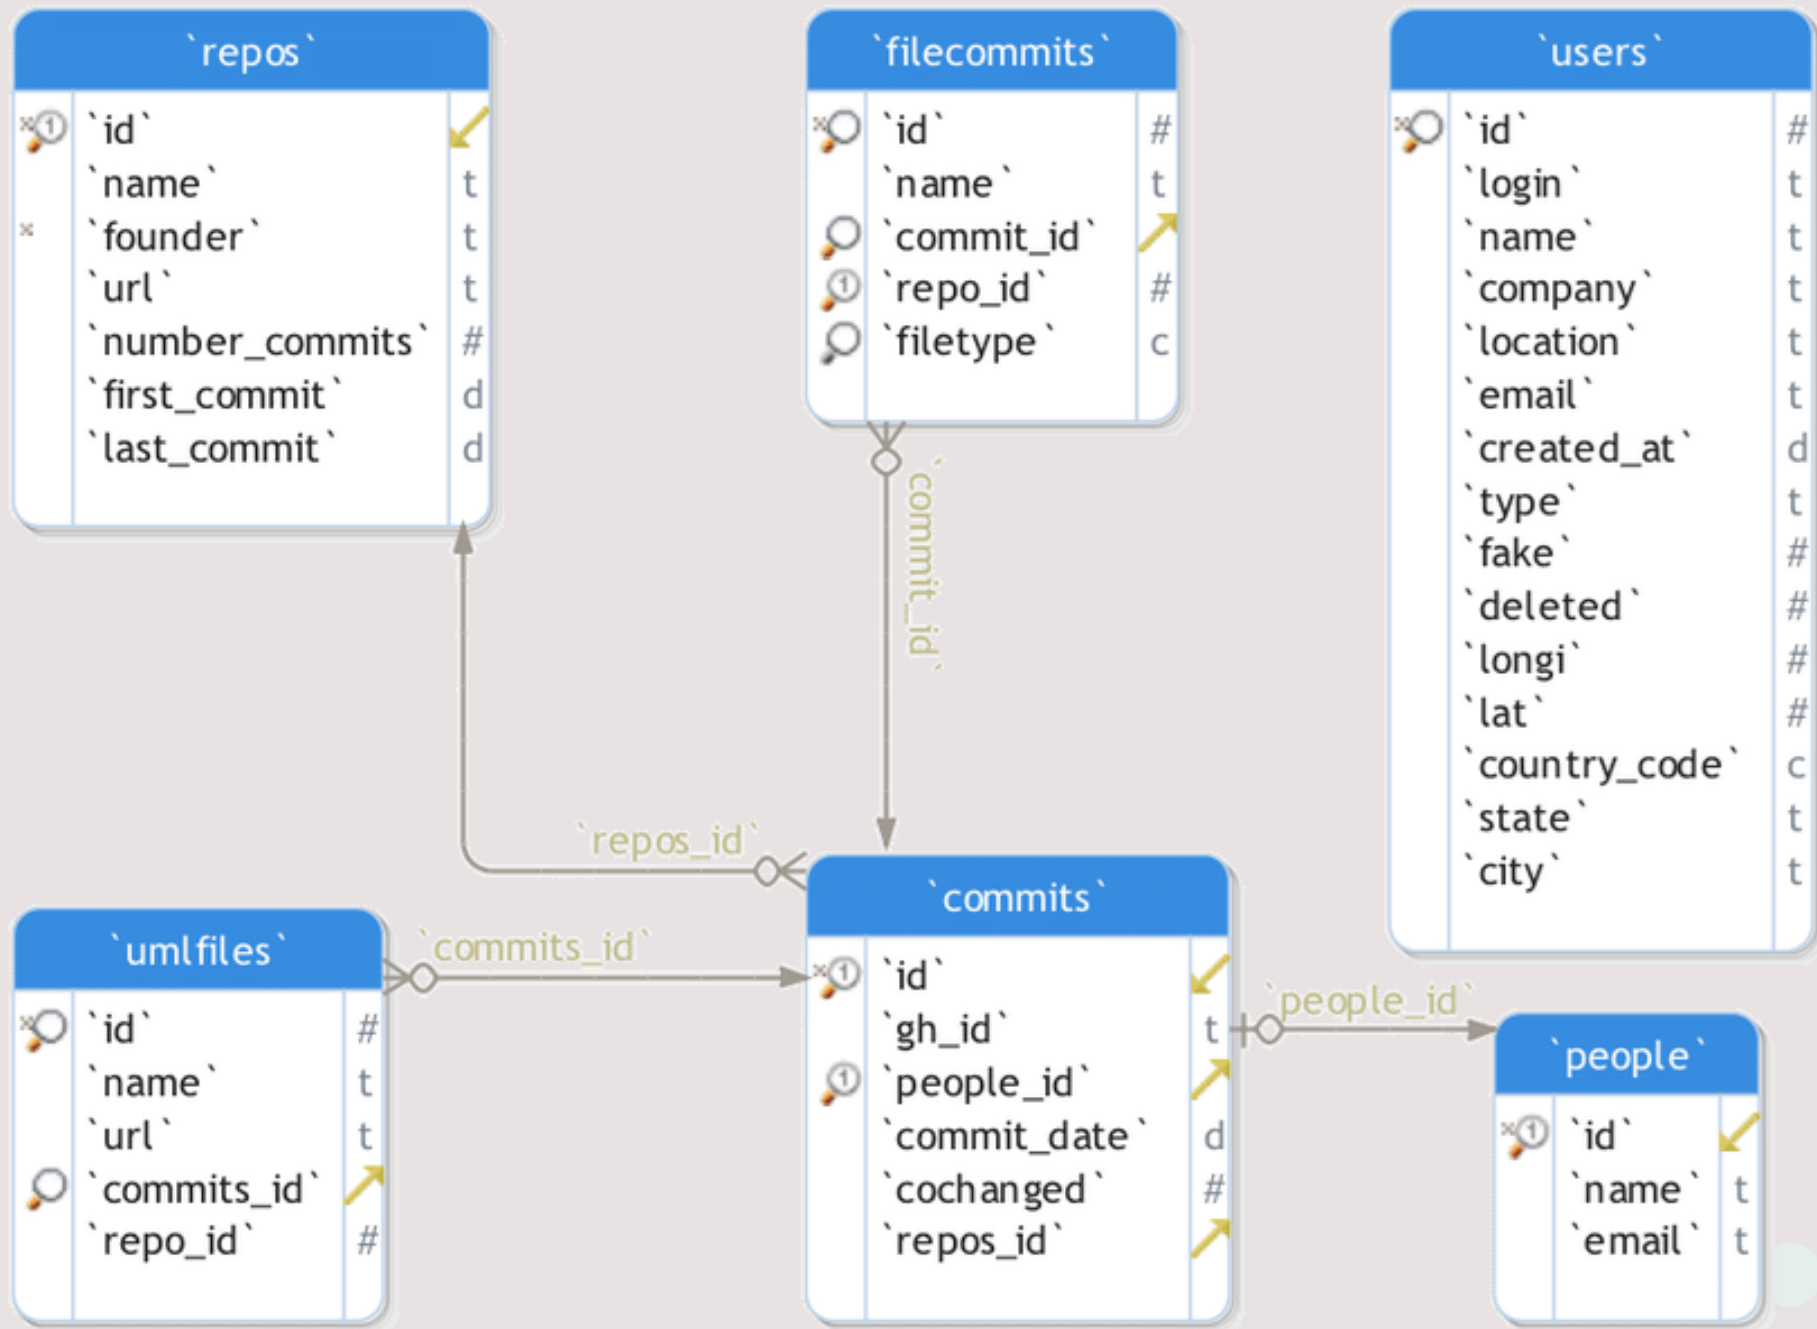 `repos`
`id`
`name` t
`founder` t
`url` t
`number_commits` #
`first_commit` d
`last_commit` d
`filecommits`
`id` #
`name` t
`commit_id`
`repo_id` #
`filetype` c
`users`
`id` #
`login` t
`name` t
`company` t
`location` t
`email` t
`created_at` d
`type` t
`fake` #
`deleted` #
`longi` #
`lat` #
`country_code` c
`state` t
`city` t
`commit_id`
`repos_id`
`umlfiles`
`id` #
`name` t
`url` t
`commits_id`
`repo_id` #
`commits_id`
`commits`
`id`
`gh_id` t
`people_id`
`commit_date` d
`cochanged` #
`repos_id`
`people_id`
`people`
`id`
`name` t
`email` t